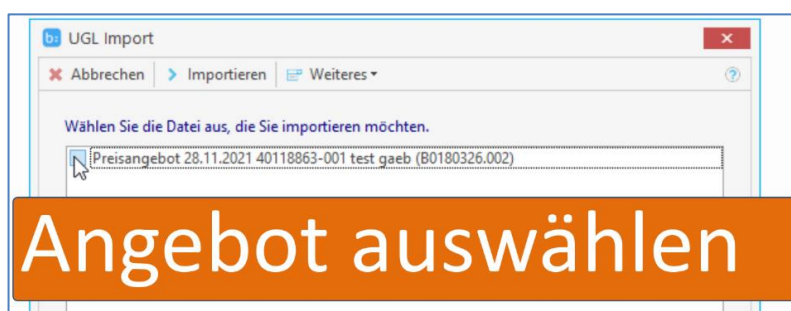 UGL Import
Abbrechen Importieren Weiteres
Wählen Sie die Datei aus, die Sie importieren möchten.
Preisangebot 28.11.2021 40118863-001 test gaeb (B0180326.002)
Angebot auswählen